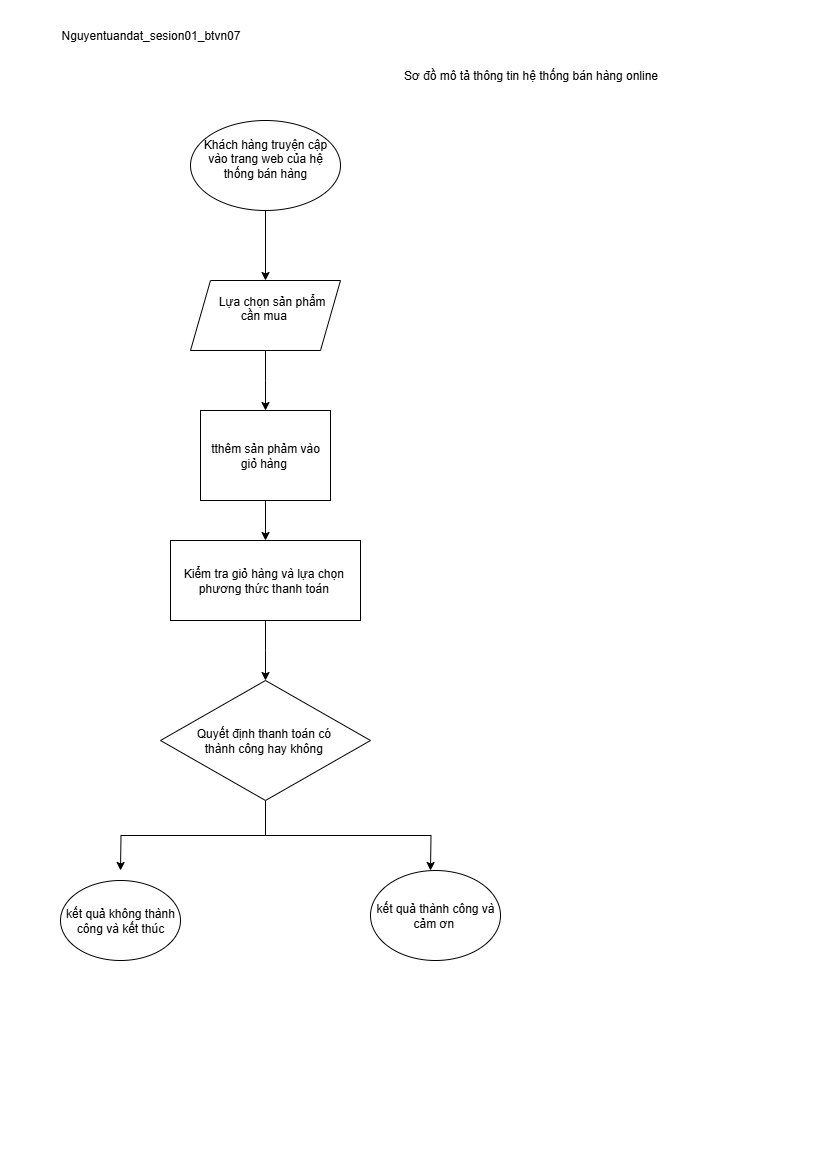 Nguyentuandat_sesion01_btvn07
Sơ đồ mô tả thông tin hệ thống bán hàng online
Khách hàng truyện cập
vào trang web của hệ
thống bán hàng
Lựa chọn sản phẩm
cần mua
tthêm sản phảm vào
giỏ hàng
Kiểm tra giỏ hàng và lựa chọn
phương thức thanh toán
Quyết định thanh toán có
thành công hay không
kết quả không thành
công và kết thúc
kết quả thành công và
cảm ơn